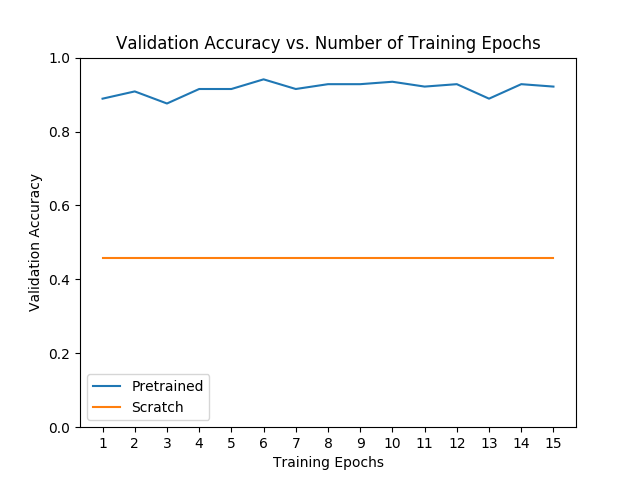 Validation Accuracy vs. Number of Training Epochs
1.0
0.8
0.6
0.4
0.2
0.0
Validation Accuracy
Pretrained
Scratch
1 2 3 4 5 6 7 8 9 10 11 12 13 14 15
Training Epochs